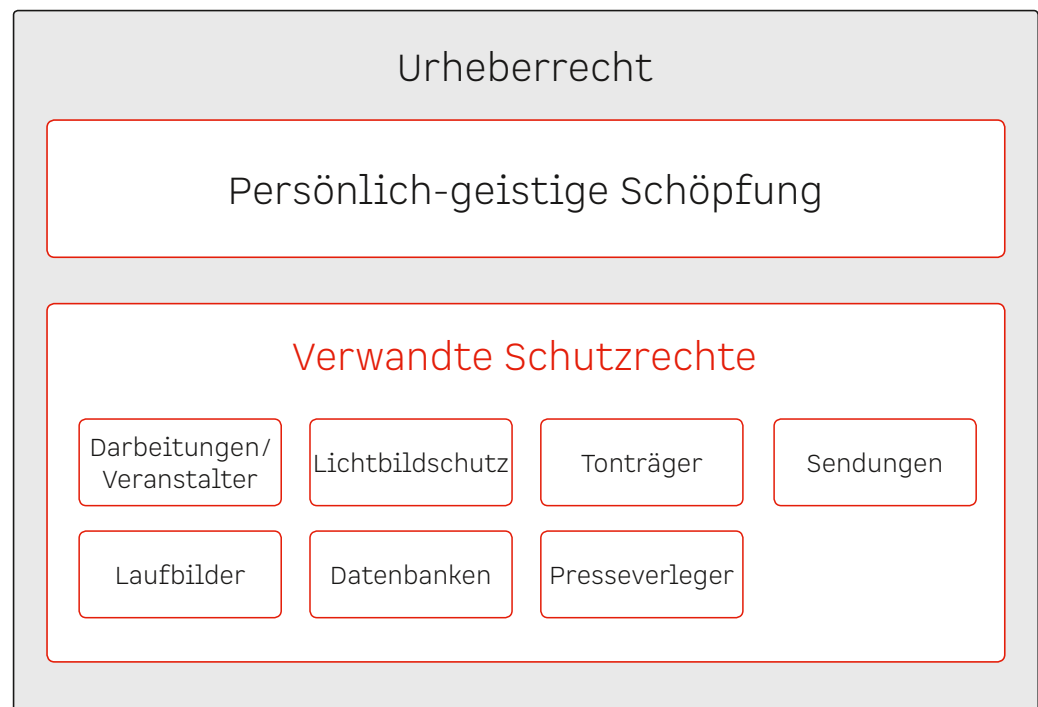 Urheberrecht
Persönlich-geistige Schöpfung
Verwandte Schutzrechte
Darbeitungen/
Veranstalter
Lichtbildschutz
Tonträger
Sendungen
Laufbilder
Datenbanken
Presseverleger